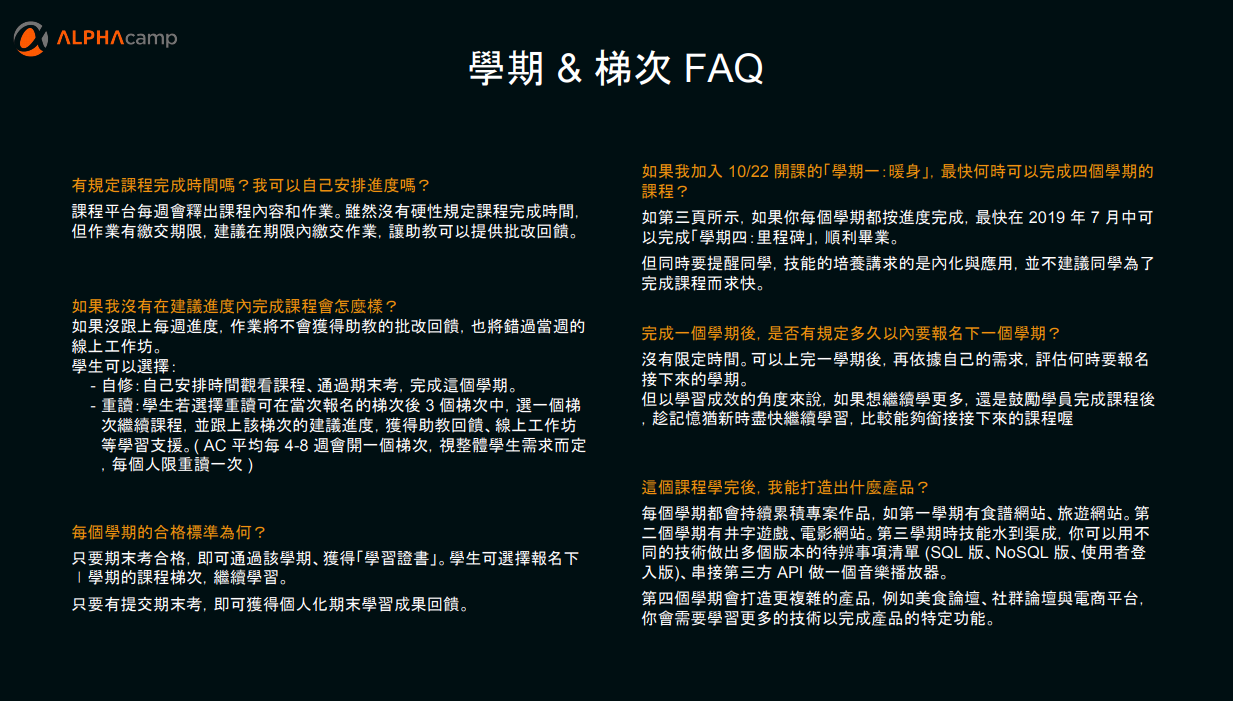 ALPHAcamp
學期 & 梯次 FAQ
有規定課程完成時間嗎？我可以自己安排進度嗎？
課程平台每週會釋出課程內容和作業。雖然沒有硬性規定課程完成時間，
但作業有繳交期限，建議在期限內繳交作業，讓助教可以提供批改回饋。
如果我沒有在建議進度內完成課程會怎麼樣？
如果沒跟上每週進度，作業將不會獲得助教的批改回饋，也將錯過當週的
線上工作坊。
學生可以選擇：
- 自修：自己安排時間觀看課程、通過期末考，完成這個學期。
- 重讀：學生若選擇重讀可在當次報名的梯次後 3 個梯次中，選一個梯
次繼續課程，並跟上該梯次的建議進度，獲得助教回饋、線上工作坊
等學習支援。( AC 平均每 4-8 週會開一個梯次，視整體學生需求而定
，每個人限重讀一次 )
每個學期的合格標準為何？
只要期末考合格，即可通過該學期、獲得「學習證書」。學生可選擇報名下
一學期的課程梯次，繼續學習。
只要有提交期末考，即可獲得個人化期末學習成果回饋。
如果我加入 10/22 開課的「學期一：暖身」，最快何時可以完成四個學期的
課程？
如第三頁所示，如果你每個學期都按進度完成，最快在 2019 年 7 月中可
以完成「學期四：里程碑」，順利畢業。
但同時要提醒同學，技能的培養講求的是內化與應用，並不建議同學為了
完成課程而求快。
完成一個學期後，是否有規定多久以內要報名下一個學期？
沒有限定時間。可以上完一學期後，再依據自己的需求，評估何時要報名
接下來的學期。
但以學習成效的角度來說，如果想繼續學更多，還是鼓勵學員完成課程後
，趁記憶猶新時盡快繼續學習，比較能夠銜接接下來的課程喔
這個課程學完後，我能打造出什麼產品？
每個學期都會持續累積專案作品，如第一學期有食譜網站、旅遊網站。第
二個學期有井字遊戲、電影網站。第三學期時技能水到渠成，你可以用不
同的技術做出多個版本的待辦事項清單 (SQL 版、NoSQL 版、使用者登
入版)、串接第三方 API 做一個音樂播放器。
第四個學期會打造更複雜的產品，例如美食論壇、社群論壇與電商平台，
你會需要學習更多的技術以完成產品的特定功能。